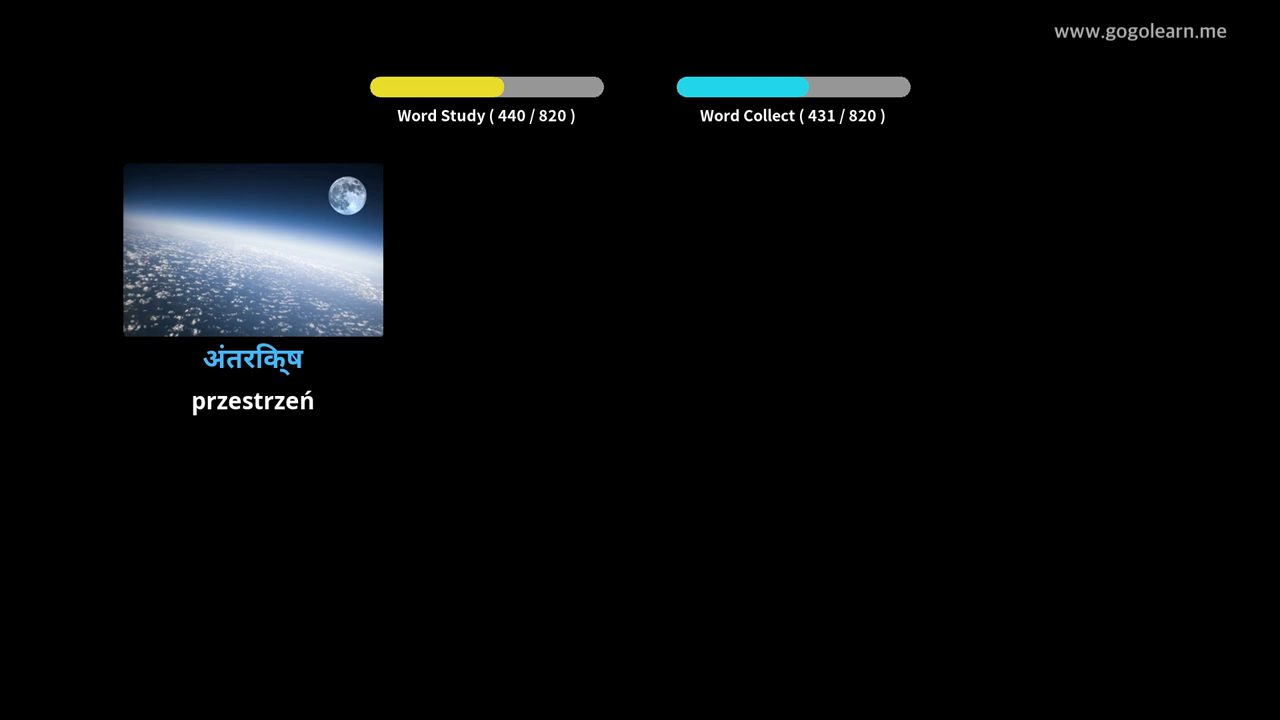 www.gogolearn.me
Word Study ( 440 / 820 )
Word Collect ( 431 / 820 )
अंतरिक्ष
przestrzeń